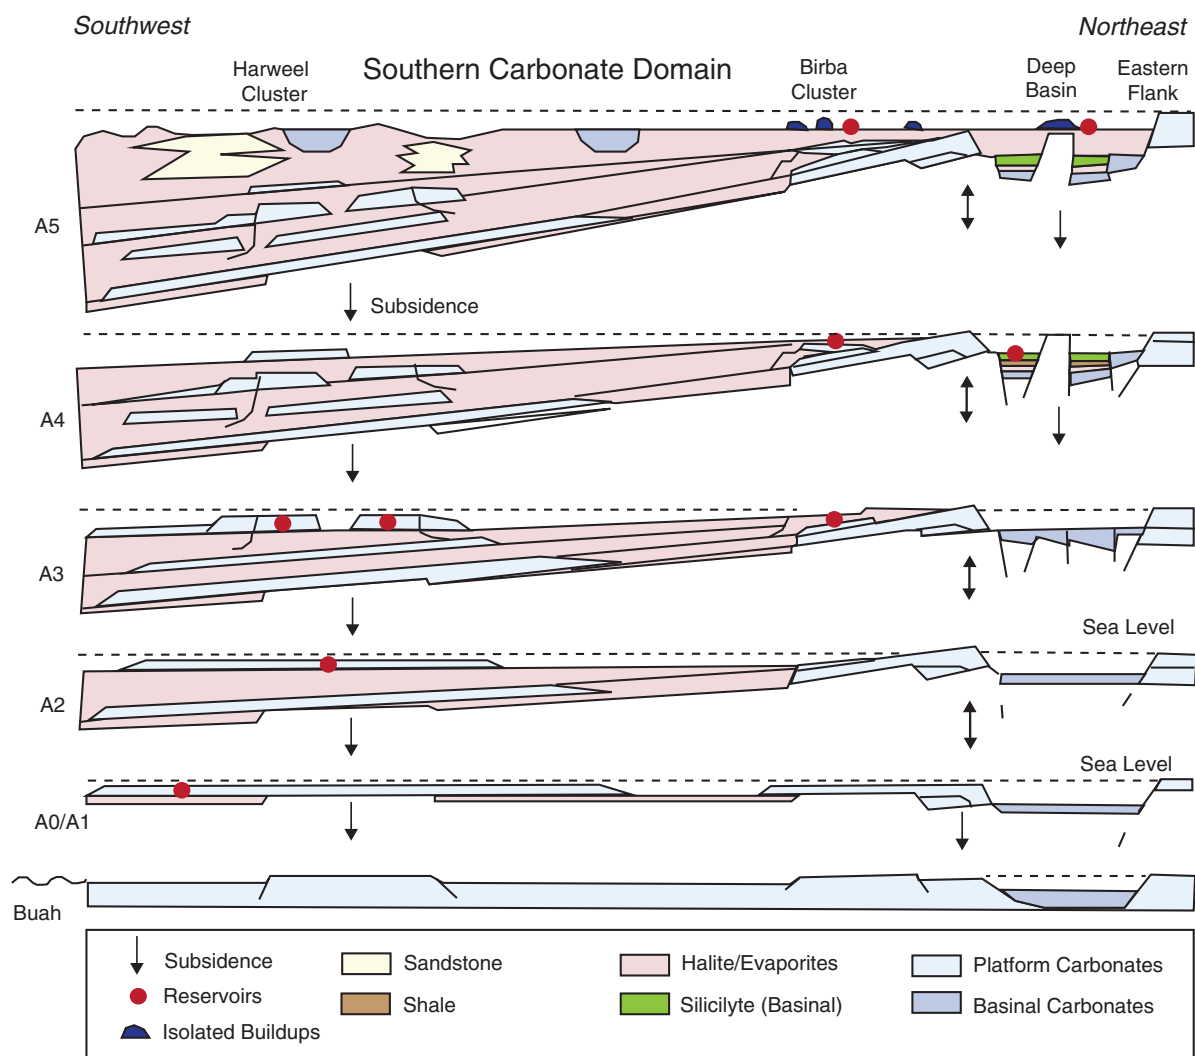 Southwest
Northeast
Harweel
Cluster
Southern Carbonate Domain
Birba
Cluster
Deep
Basin
Eastern
Flank
A5
Subsidence
A4
A3
Sea Level
A2
Sea Level
A0/A1
Buah
Subsidence
Sandstone
Halite/Evaporites
Platform Carbonates
Reservoirs
Shale
Silicilyte (Basinal)
Basinal Carbonates
Isolated Buildups